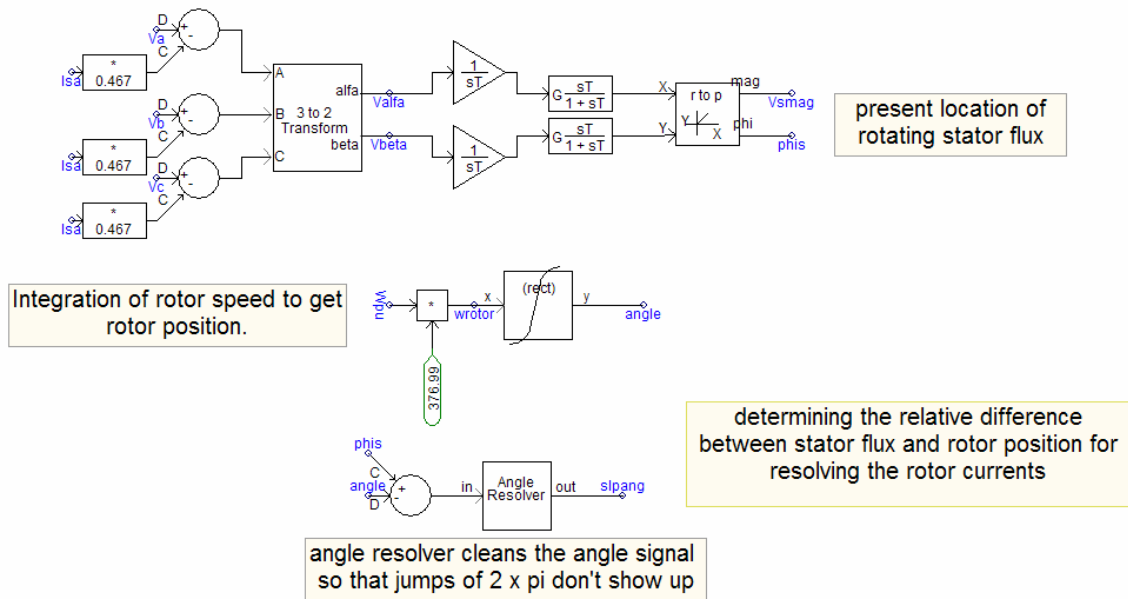 D
Va
+
-
C
Isa
*
0.467
D
Vb
+
-
C
Isa
*
0.467
D
Vc
+
-
C
Isa
*
0.467
A
B
C
3 to 2
Transform
alfa
beta
Valfa
Vbeta
1
sT
1
sT
G sT
1 + sT
G sT
1 + sT
X
Y
r to p
Y
X
mag
phi
Vsmag
phis
present location of
rotating stator flux
Integration of rotor speed to get
rotor position.
Wpu
*
wrotor
x
(rect)
y
angle
376.99
determining the relative difference
between stator flux and rotor position for
resolving the rotor currents
phis
C
angle
D
+
-
in
Angle
Resolver
out
slpang
angle resolver cleans the angle signal
so that jumps of 2 x pi don't show up